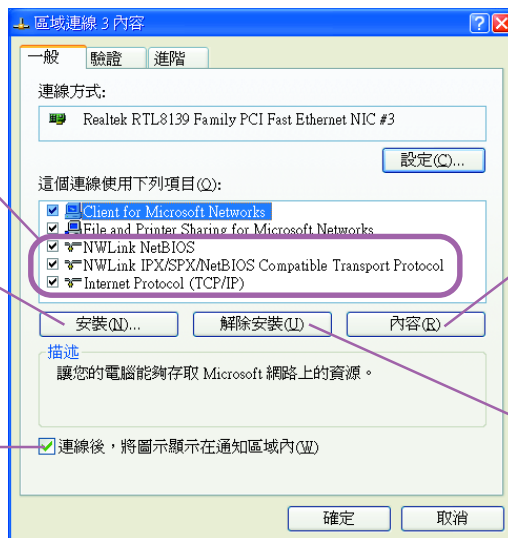 區域連線 3 內容
一般 驗證 進階
連線方式:
Realtek RTL8139 Family PCI Fast Ethernet NIC #3
設定(C)...
這個連線使用下列項目(O):
Client for Microsoft Networks
File and Printer Sharing for Microsoft Networks
NWLink NetBIOS
NWLink IPX/SPX/NetBIOS Compatible Transport Protocol
Internet Protocol (TCP/IP)
安裝(N)... 解除安裝(U) 內容(R)
描述
讓您的電腦能夠存取 Microsoft 網路上的資源。
連線後，將圖示顯示在通知區域內(W)
確定 取消